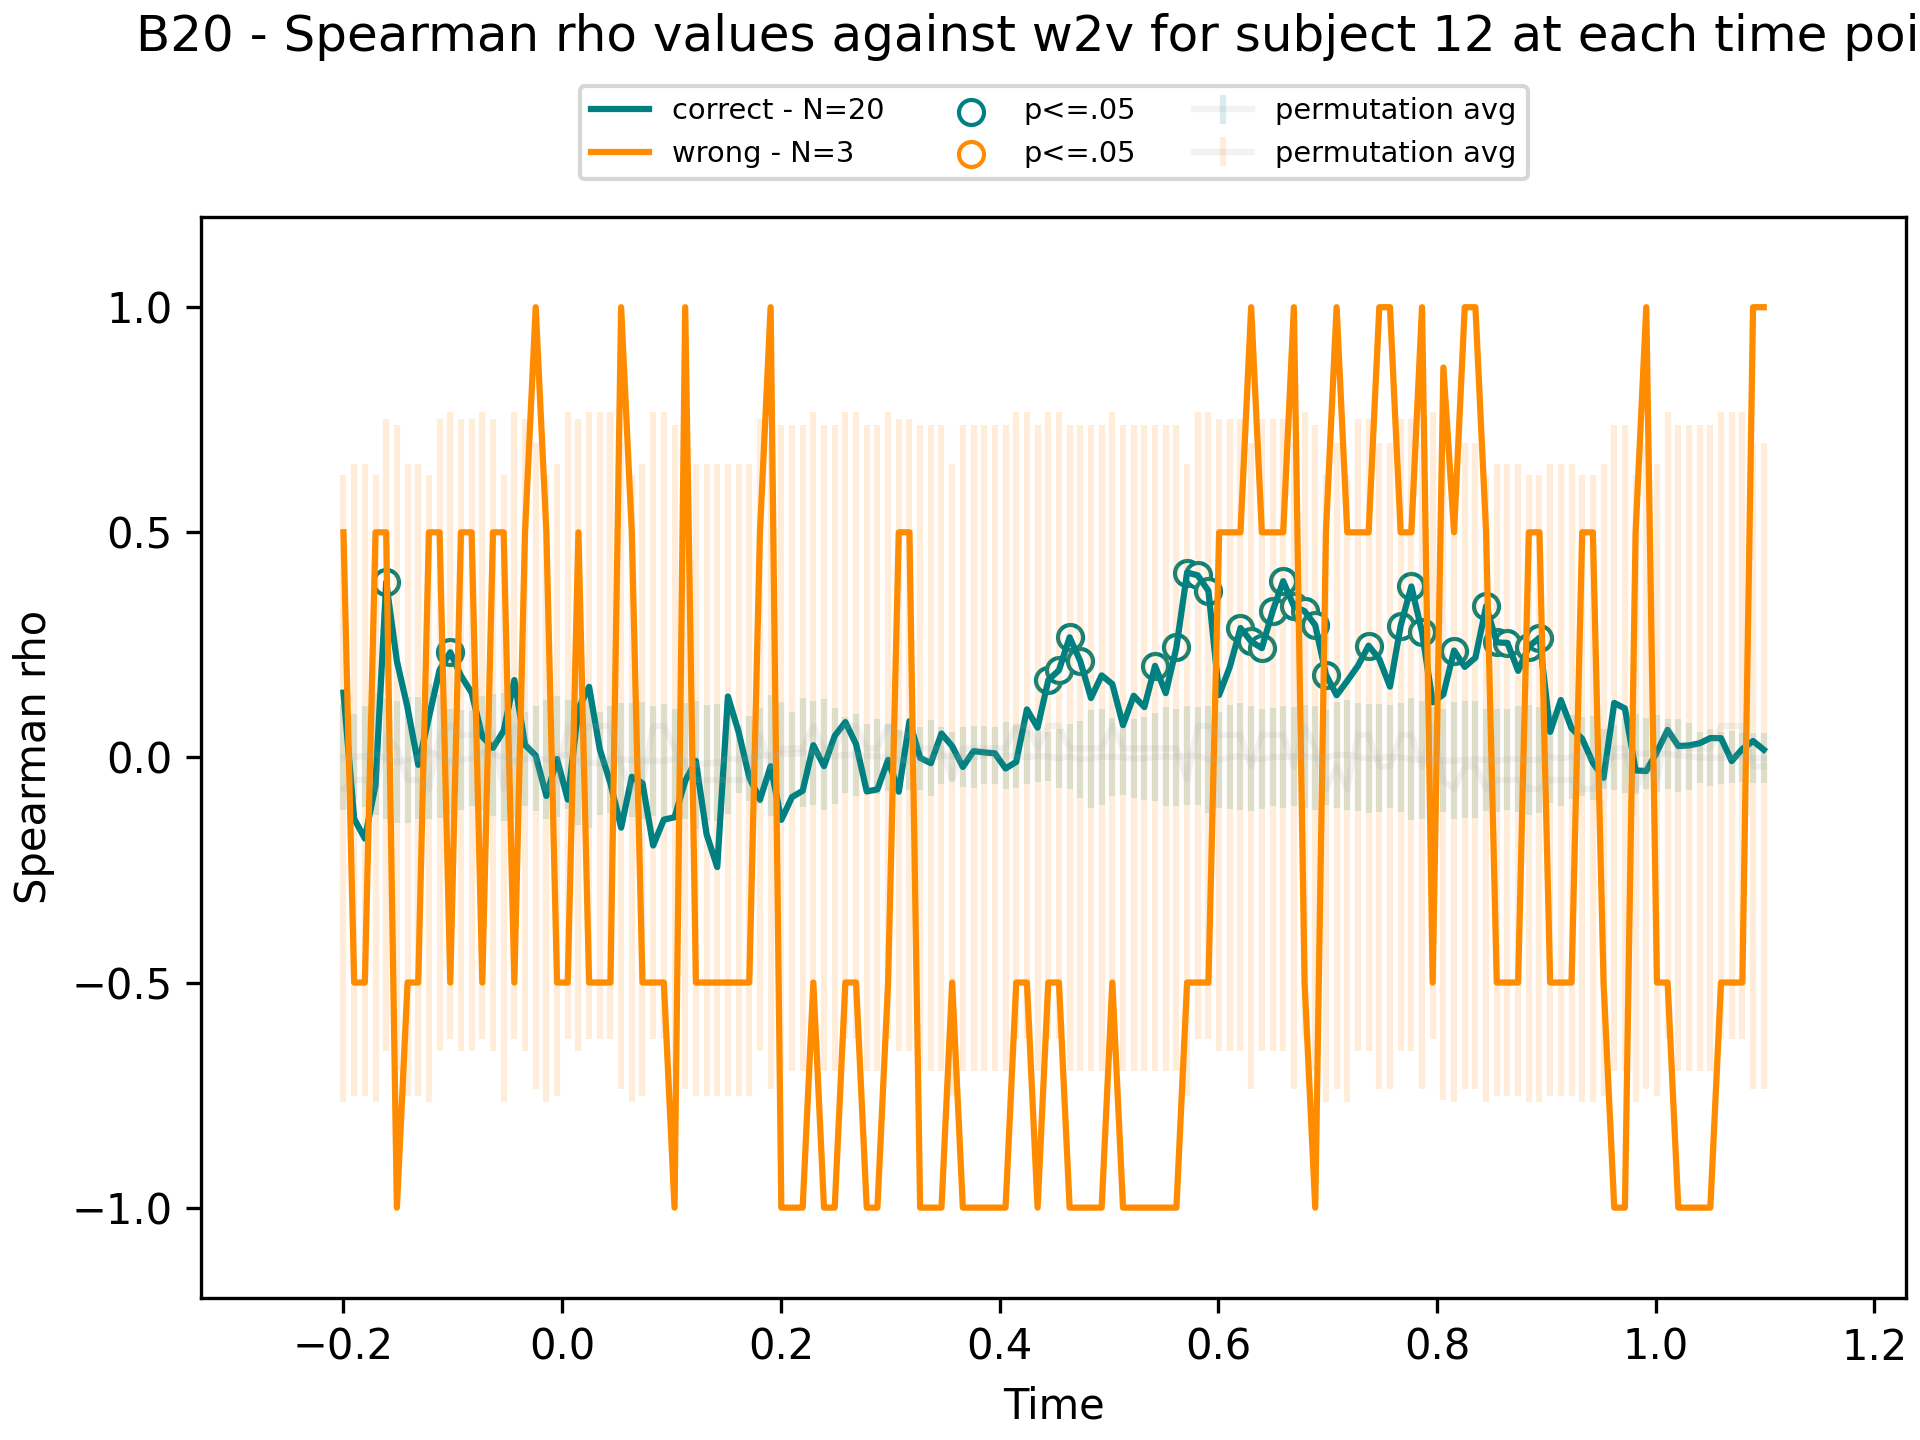 B20 - Spearman rho values against w2v for subject 12 at each time poi
correct - N=20
wrong - N=3
p<=.05
p<=.05
permutation avg
permutation avg
Spearman rho
1.0
0.5
0.0
−0.5
−1.0
−0.2 0.0 0.2 0.4 0.6 0.8 1.0 1.2
Time